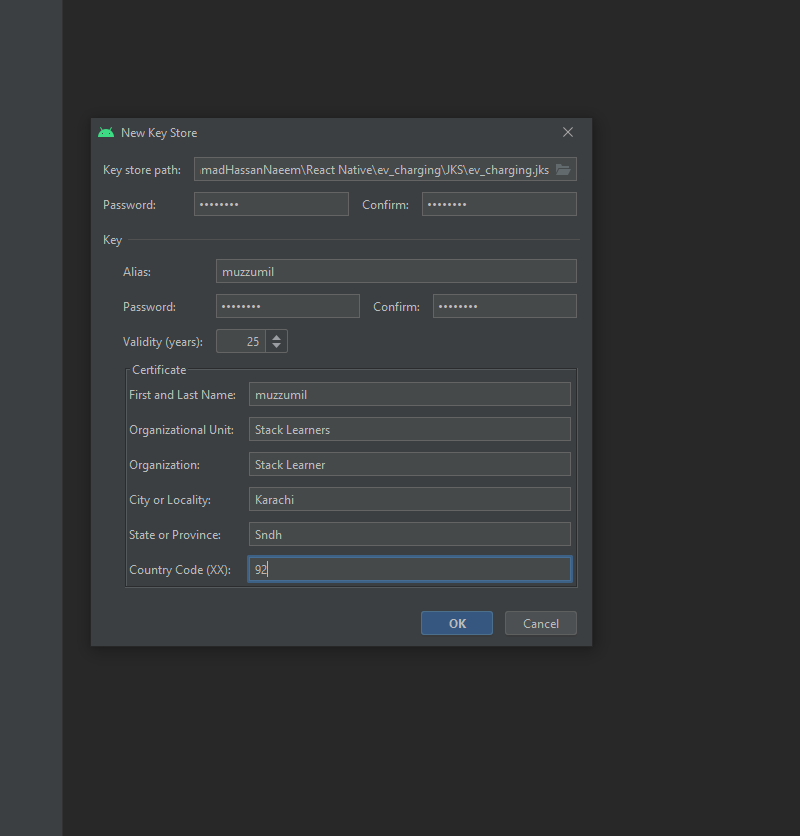 New Key Store
Key store path: madHassanNaeem\React Native\ev_charging\JKS\ev_charging.jks
Password: •••••••• Confirm: ••••••••
Key
Alias: muzzumil
Password: •••••••• Confirm: ••••••••
Validity (years): 25
Certificate
First and Last Name: muzzumil
Organizational Unit: Stack Learners
Organization: Stack Learner
City or Locality: Karachi
State or Province: Sndh
Country Code (XX): 92
OK Cancel